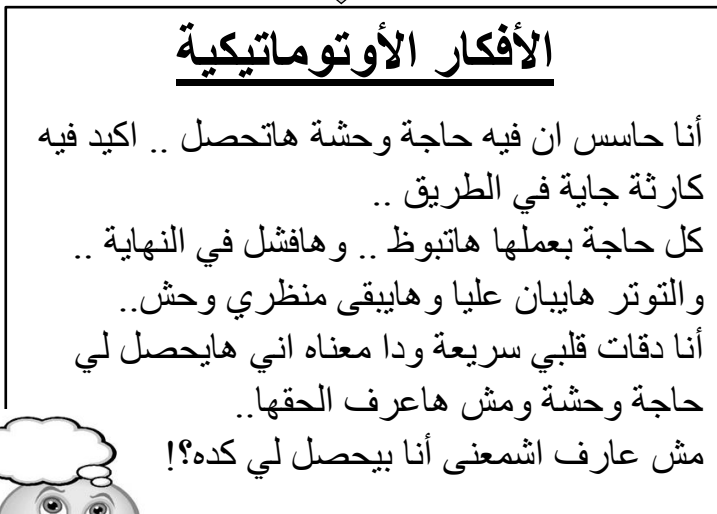 الأفكار الأوتوماتيكية
أنا حاسس ان فيه حاجة وحشة هاتحصل .. اكيد فيه
كارثة جاية في الطريق ..
كل حاجة بعملها هاتبوظ .. وهافشل في النهاية ..
والتوتر هايبان عليا وهايبقى منظري وحش..
أنا دقات قلبي سريعة ودا معناه اني هايحصل لي
حاجة وحشة ومش هاعرف الحقها..
مش عارف اشمعنى أنا بيحصل لي كده؟!